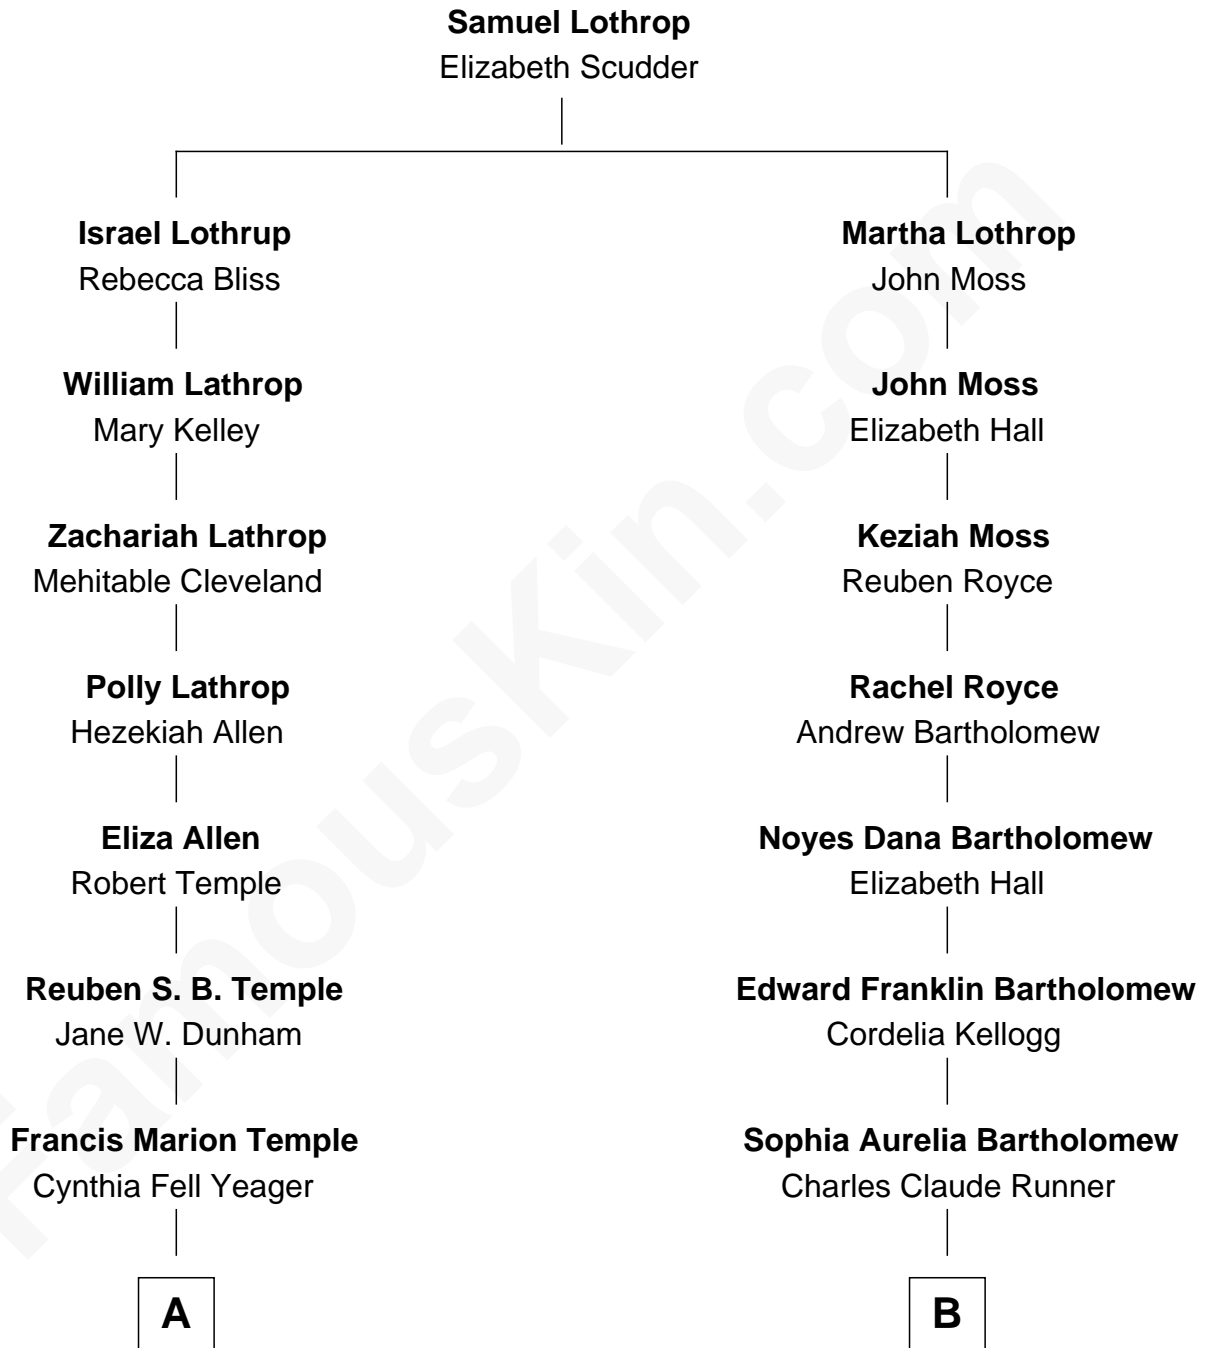 Samuel Lothrop
Elizabeth Scudder
Israel Lothrup
Rebecca Bliss
William Lathrop
Mary Kelley
Zachariah Lathrop
Mehitable Cleveland
Polly Lathrop
Hezekiah Allen
Eliza Allen
Robert Temple
Reuben S. B. Temple
Jane W. Dunham
Francis Marion Temple
Cynthia Fell Yeager
A
Martha Lothrop
John Moss
John Moss
Elizabeth Hall
Keziah Moss
Reuben Royce
Rachel Royce
Andrew Bartholomew
Noyes Dana Bartholomew
Elizabeth Hall
Edward Franklin Bartholomew
Cordelia Kellogg
Sophia Aurelia Bartholomew
Charles Claude Runner
B
FamousKin.com